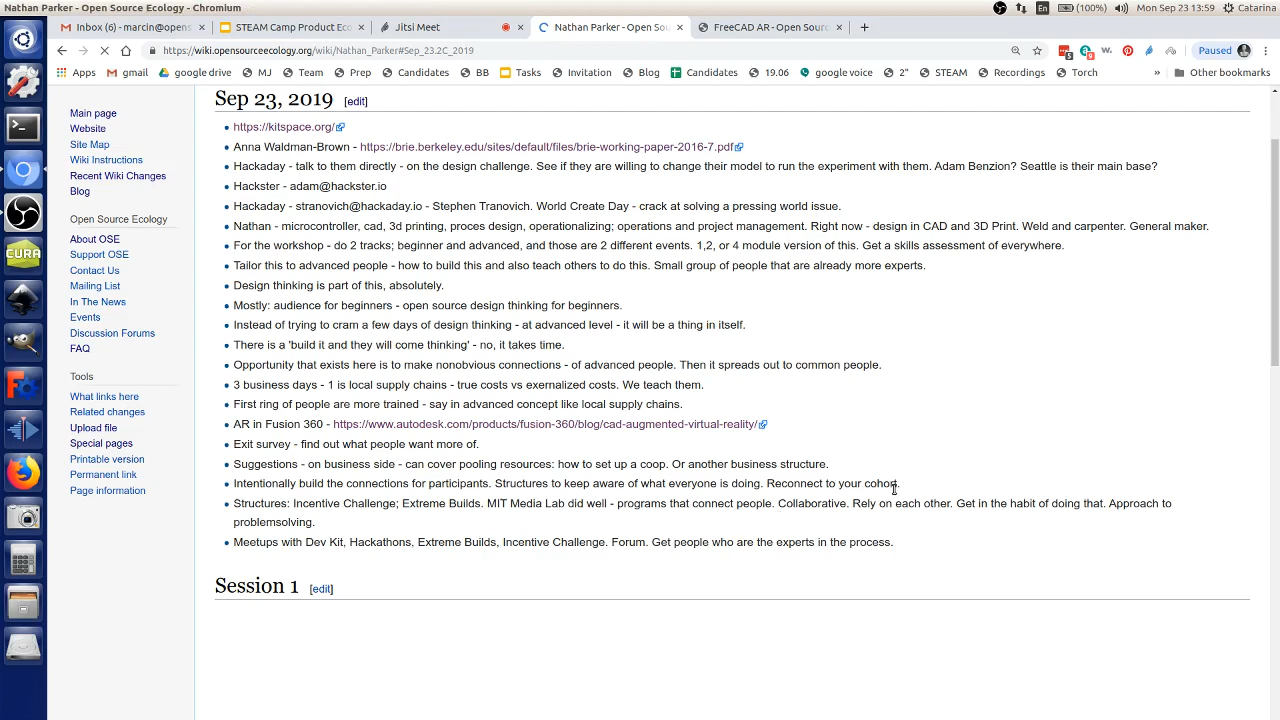 Nathan Parker - Open Source Ecology - Chromium
En (100%) Mon Sep 23 13:59 Catarina
Inbox (6) - marcin@opens × STEAM Camp Product Eco × Jitsi Meet × Nathan Parker - Open Sou × FreeCAD AR - Open Sourc ×
https://wiki.opensourceecology.org/wiki/Nathan_Parker#Sep_23.2C_2019 5 9 W. Paused
Apps gmail google drive MJ Team Prep Candidates BB Tasks Invitation Blog Candidates 19.06 google voice 2" STEAM Recordings Torch » Other bookmarks
Main page
Website
Site Map
Wiki Instructions
Recent Wiki Changes
Blog
Open Source Ecology
About OSE
Support OSE
Contact Us
Mailing List
In The News
Events
Discussion Forums
FAQ
Tools
What links here
Related changes
Upload file
Special pages
Printable version
Permanent link
Page information
CURA
Sep 23, 2019 [edit]
https://kitspace.org/
Anna Waldman-Brown - https://brie.berkeley.edu/sites/default/files/brie-working-paper-2016-7.pdf
Hackaday - talk to them directly - on the design challenge. See if they are willing to change their model to run the experiment with them. Adam Benzion? Seattle is their main base?
Hackster - adam@hackster.io
Hackaday - stranovich@hackaday.io - Stephen Tranovich. World Create Day - crack at solving a pressing world issue.
Nathan - microcontroller, cad, 3d printing, proces design, operationalizing; operations and project management. Right now - design in CAD and 3D Print. Weld and carpenter. General maker.
For the workshop - do 2 tracks; beginner and advanced, and those are 2 different events. 1,2, or 4 module version of this. Get a skills assessment of everywhere.
Tailor this to advanced people - how to build this and also teach others to do this. Small group of people that are already more experts.
Design thinking is part of this, absolutely.
Mostly: audience for beginners - open source design thinking for beginners.
Instead of trying to cram a few days of design thinking - at advanced level - it will be a thing in itself.
There is a 'build it and they will come thinking' - no, it takes time.
Opportunity that exists here is to make nonobvious connections - of advanced people. Then it spreads out to common people.
3 business days - 1 is local supply chains - true costs vs exernalized costs. We teach them.
First ring of people are more trained - say in advanced concept like local supply chains.
AR in Fusion 360 - https://www.autodesk.com/products/fusion-360/blog/cad-augmented-virtual-reality/
Exit survey - find out what people want more of.
Suggestions - on business side - can cover pooling resources: how to set up a coop. Or another business structure.
Intentionally build the connections for participants. Structures to keep aware of what everyone is doing. Reconnect to your cohort.
Structures: Incentive Challenge; Extreme Builds. MIT Media Lab did well - programs that connect people. Collaborative. Rely on each other. Get in the habit of doing that. Approach to
problemsolving.
Meetups with Dev Kit, Hackathons, Extreme Builds, Incentive Challenge. Forum. Get people who are the experts in the process.
Session 1 [edit]